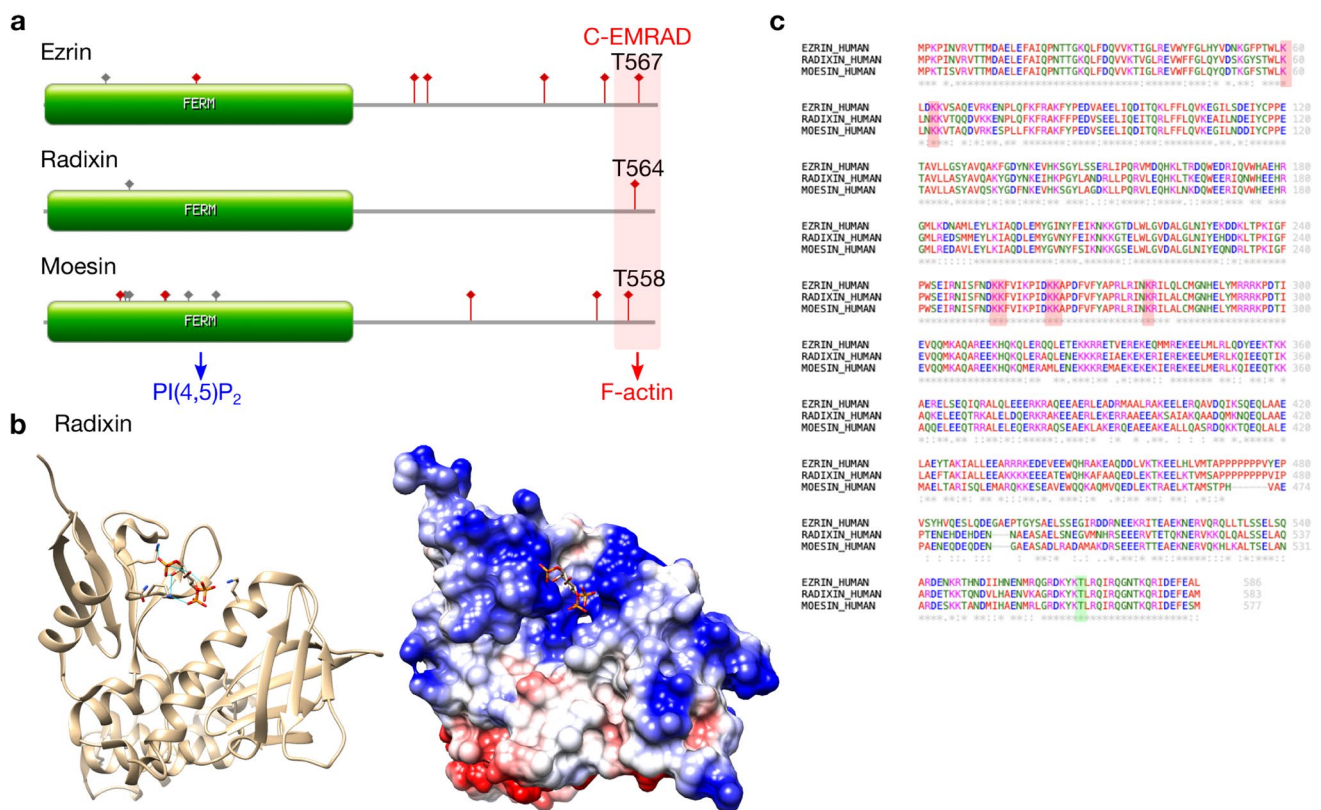 a
C-EMRAD
Ezrin
T567
FERM
Radixin
T564
FERM
Moesin
T558
FERM
PI(4,5)P2
F-actin
b Radixin
c
EZRIN_HUMAN MPKPINVRVTTMDAELEFAIQPNTTGKQLFDQVVKTIGLREVWYFGLHYVDNKGFPTWLK 60
RADIXIN_HUMAN MPKPINVRVTTMDAELEFAIQPNTTGKQLFDQVVKTVGLREVWFFGLQYVDSKGYSTWLK 60
MOESIN_HUMAN MPKTISVRVTTMDAELEFAIQPNTTGKQLFDQVVKTIGLREVWFFGLQYQDTKGFSTWLK 60
EZRIN_HUMAN LDKKVSAQEVRKENPLQFKFRAKFYPEDVAEELIQDITQKLFFLQVKEGILSDEIYCPPE 120
RADIXIN_HUMAN LNKKVTQQDVKKENPLQFKFRAKFFPEDVSEELIQEITQRLFFLQVKEAILNDEIYCPPE 120
MOESIN_HUMAN LNKKVTAQDVRKESPLLFKFRAKFYPEDVSEELIQDITQRLFFLQVKEGILNDDIYCPPE 120
EZRIN_HUMAN TAVLLGSYAVQAKFGDYNKEVHKSGYLSSERLIPQRVMDQHKLTRDQWEDRIQVWHAEHR 180
RADIXIN_HUMAN TAVLLASYAVQAKYGDYNKEIHKPGYLANDRLLPQRVLEQHKLTKEQWEERIQNWHEEHR 180
MOESIN_HUMAN TAVLLASYAVQSKYGDFNKEVHKSGYLAGDKLLPQRVLEQHKLNKDQWEERIQVWHEEHR 180
EZRIN_HUMAN GMLKDNAMLEYLKIAQDLEMYGINYFEIKNKKGTDLWLGVDALGLNIYEKDDKLTPKIGF 240
RADIXIN_HUMAN GMLREDSMMEYLKIAQDLEMYGVNYFEIKNKKGTELWLGVDALGLNIYEHDDKLTPKIGF 240
MOESIN_HUMAN GMLREDAVLEYLKIAQDLEMYGVNYFSIKNKKGSELWLGVDALGLNIYEQNDRLTPKIGF 240
EZRIN_HUMAN PWSEIRNISFNDKKFVIKPIDKKAPDFVFYAPRLRINKRILQLCMGNHELYMRRRKPDTI 300
RADIXIN_HUMAN PWSEIRNISFNDKKFVIKPIDKKAPDFVFYAPRLRINKRILALCMGNHELYMRRRKPDTI 300
MOESIN_HUMAN PWSEIRNISFNDKKFVIKPIDKKAPDFVFYAPRLRINKRILALCMGNHELYMRRRKPDTI 300
EZRIN_HUMAN EVQQMKAQAREEKHQKQLERQQLETEKKRRETVEREKEQMMREKEELMLRLQDYEEKTKK 360
RADIXIN_HUMAN EVQQMKAQAREEKHQKQLERAQLENEKKKREIAEKEKERIEREKEELMERLKQIEEQTIK 360
MOESIN_HUMAN EVQQMKAQAREEKHQKQMERAMLENEKKKREMAEKEKEKIEREKEELMERLKQIEEQTKK 360
EZRIN_HUMAN AERELSEQIQRALQLEEERKRAQEEAERLEADRMAALRAKEELERQAVDQIKSQEQLAAE 420
RADIXIN_HUMAN AQKELEEQTRKALELDQERKRAKEEAERLEKERRAAEEAKSAIAKQAADQMKNQEQLAAE 420
MOESIN_HUMAN AQQELEEQTRRALELEQERKRAQSEAEKLAKERQEAEEAKEALLQASRDQKKTQEQLALE 420
EZRIN_HUMAN LAEYTAKIALLEEARRRKEDEVEEWQHRAKEAQDDLVKTKEELHLVMTAPPPPPPPVYEP 480
RADIXIN_HUMAN LAEFTAKIALLEEAKKKKEEEATEWQHKAFAAQEDLEKTKEELKTVMSAPPPPPPPPVIP 480
MOESIN_HUMAN MAELTARISQLEMARQKKESEAVEWQQKAQMVQEDLEKTRAELKTAMSTPH------VAE 474
EZRIN_HUMAN VSYHVQESLQDEGAEPTGYSAELSSEGIRDDRNEEKRITEAEKNERVQRQLLTLSSELSQ 540
RADIXIN_HUMAN PTENEHDEHDEN---NAEASAELSNEGVMNHRSEEERVTETQKNERVKKQLQALSSELAQ 537
MOESIN_HUMAN PAENEQDEQDEN---GAEASADLRADAMAKDRSEEERTTEAEKNERVQKHLKALTSELAN 531
EZRIN_HUMAN ARDENKRTHNDIIHNENMRQGRDKYKTLRQIRQGNTKQRIDEFEAL 586
RADIXIN_HUMAN ARDETKKTQNDVLHAENVKAGRDKYKTLRQIRQGNTKQRIDEFEAM 583
MOESIN_HUMAN ARDESKKTANDMIHAENMRLGRDKYKTLRQIRQGNTKQRIDEFESM 577